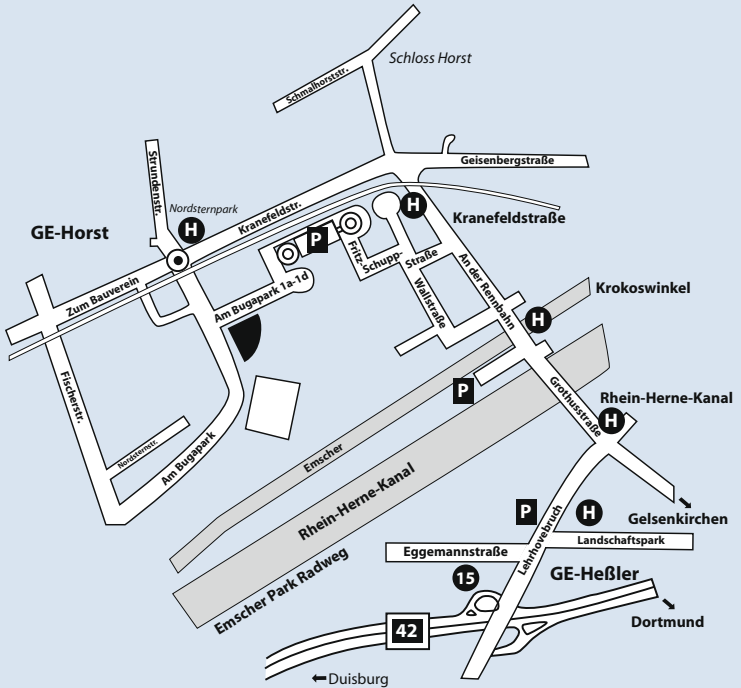 Schloss Horst
Schmalhorststr.
Geisenbergstraße
Strundenstr.
Nordsternpark
H
Kranefeldstr.
H
Kranefeldstraße
GE-Horst
P
Fritz-
Schupp-
Straße
An der Rennbahn
Zum Bauverein
Am Bugapark 1a-1d
Wallstraße
Krokoswinkel
H
Fischerstr.
P
Grothusstraße
Rhein-Herne-Kanal
H
Nordsternstr.
Am Bugapark
Emscher
Rhein-Herne-Kanal
Emscher Park Radweg
P
H
Gelsenkirchen
Lehrhovebruch
Landschaftspark
Eggemannstraße
15
GE-Heßler
42
Dortmund
Duisburg